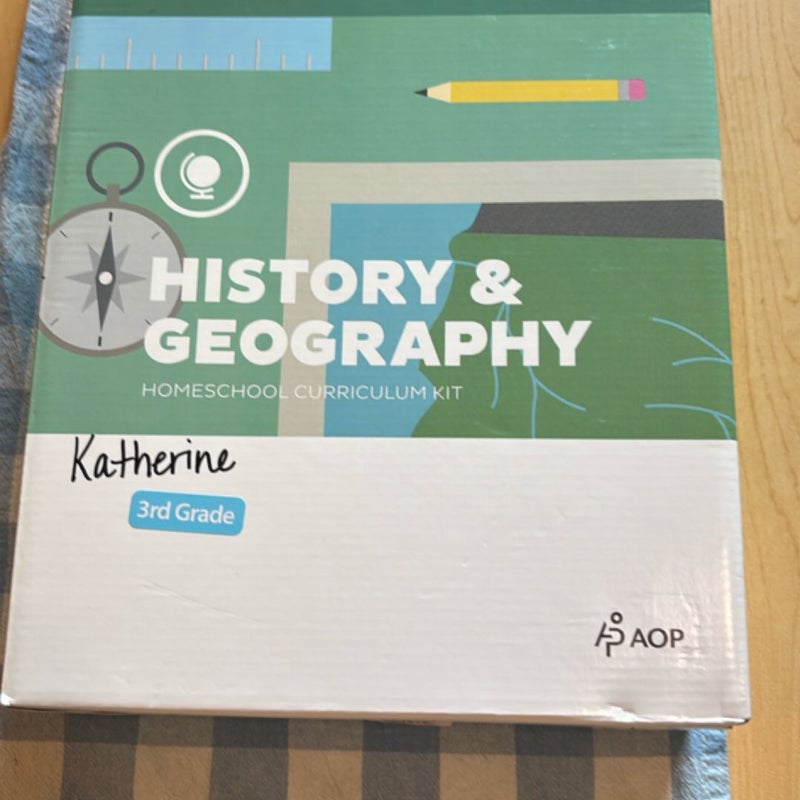 HISTORY &
GEOGRAPHY
HOMESCHOOL CURRICULUM KIT
Katherine
3rd Grade
AOP